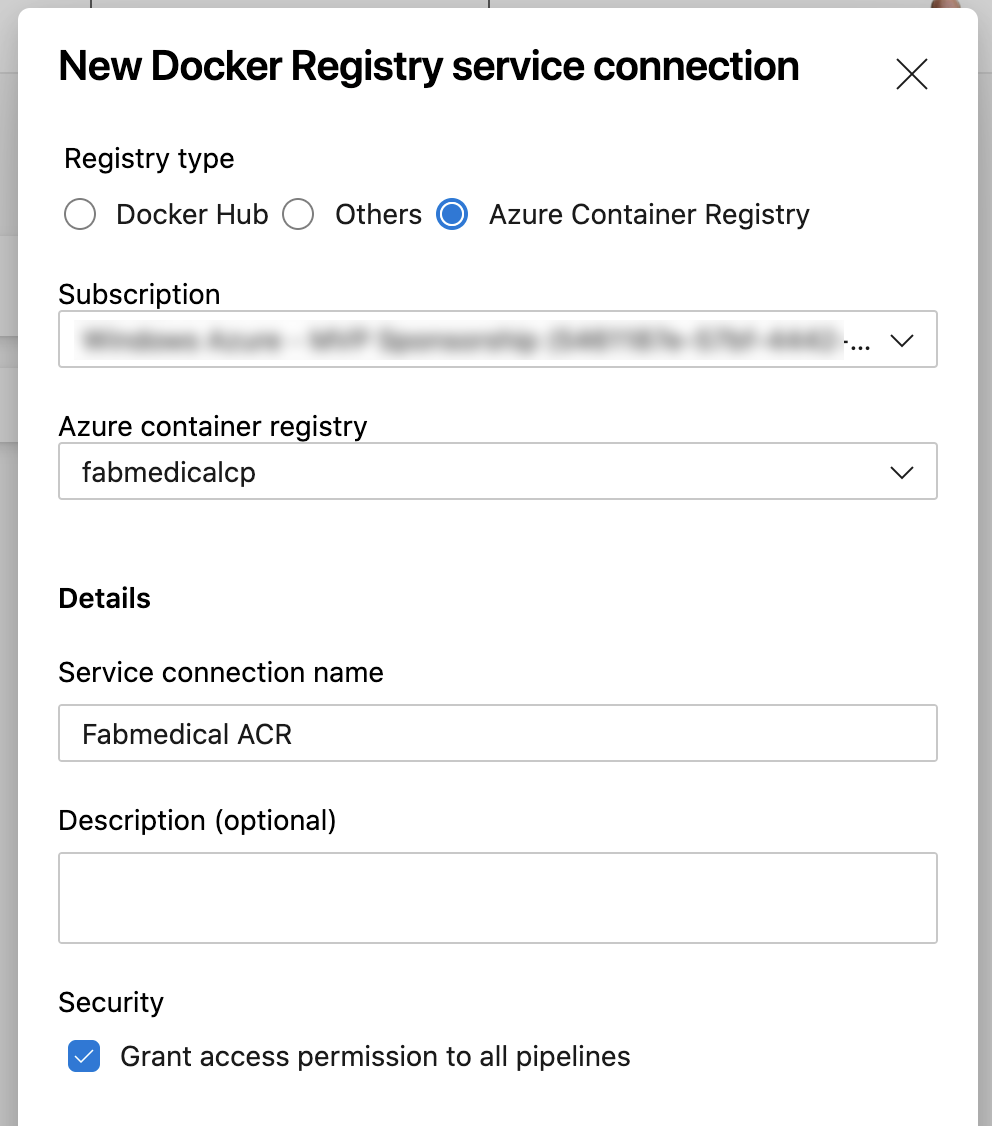 New Docker Registry service connection
Registry type
Docker Hub Others Azure Container Registry
Subscription
-...
Azure container registry
fabmedicalcp
Details
Service connection name
Fabmedical ACR
Description (optional)
Security
Grant access permission to all pipelines